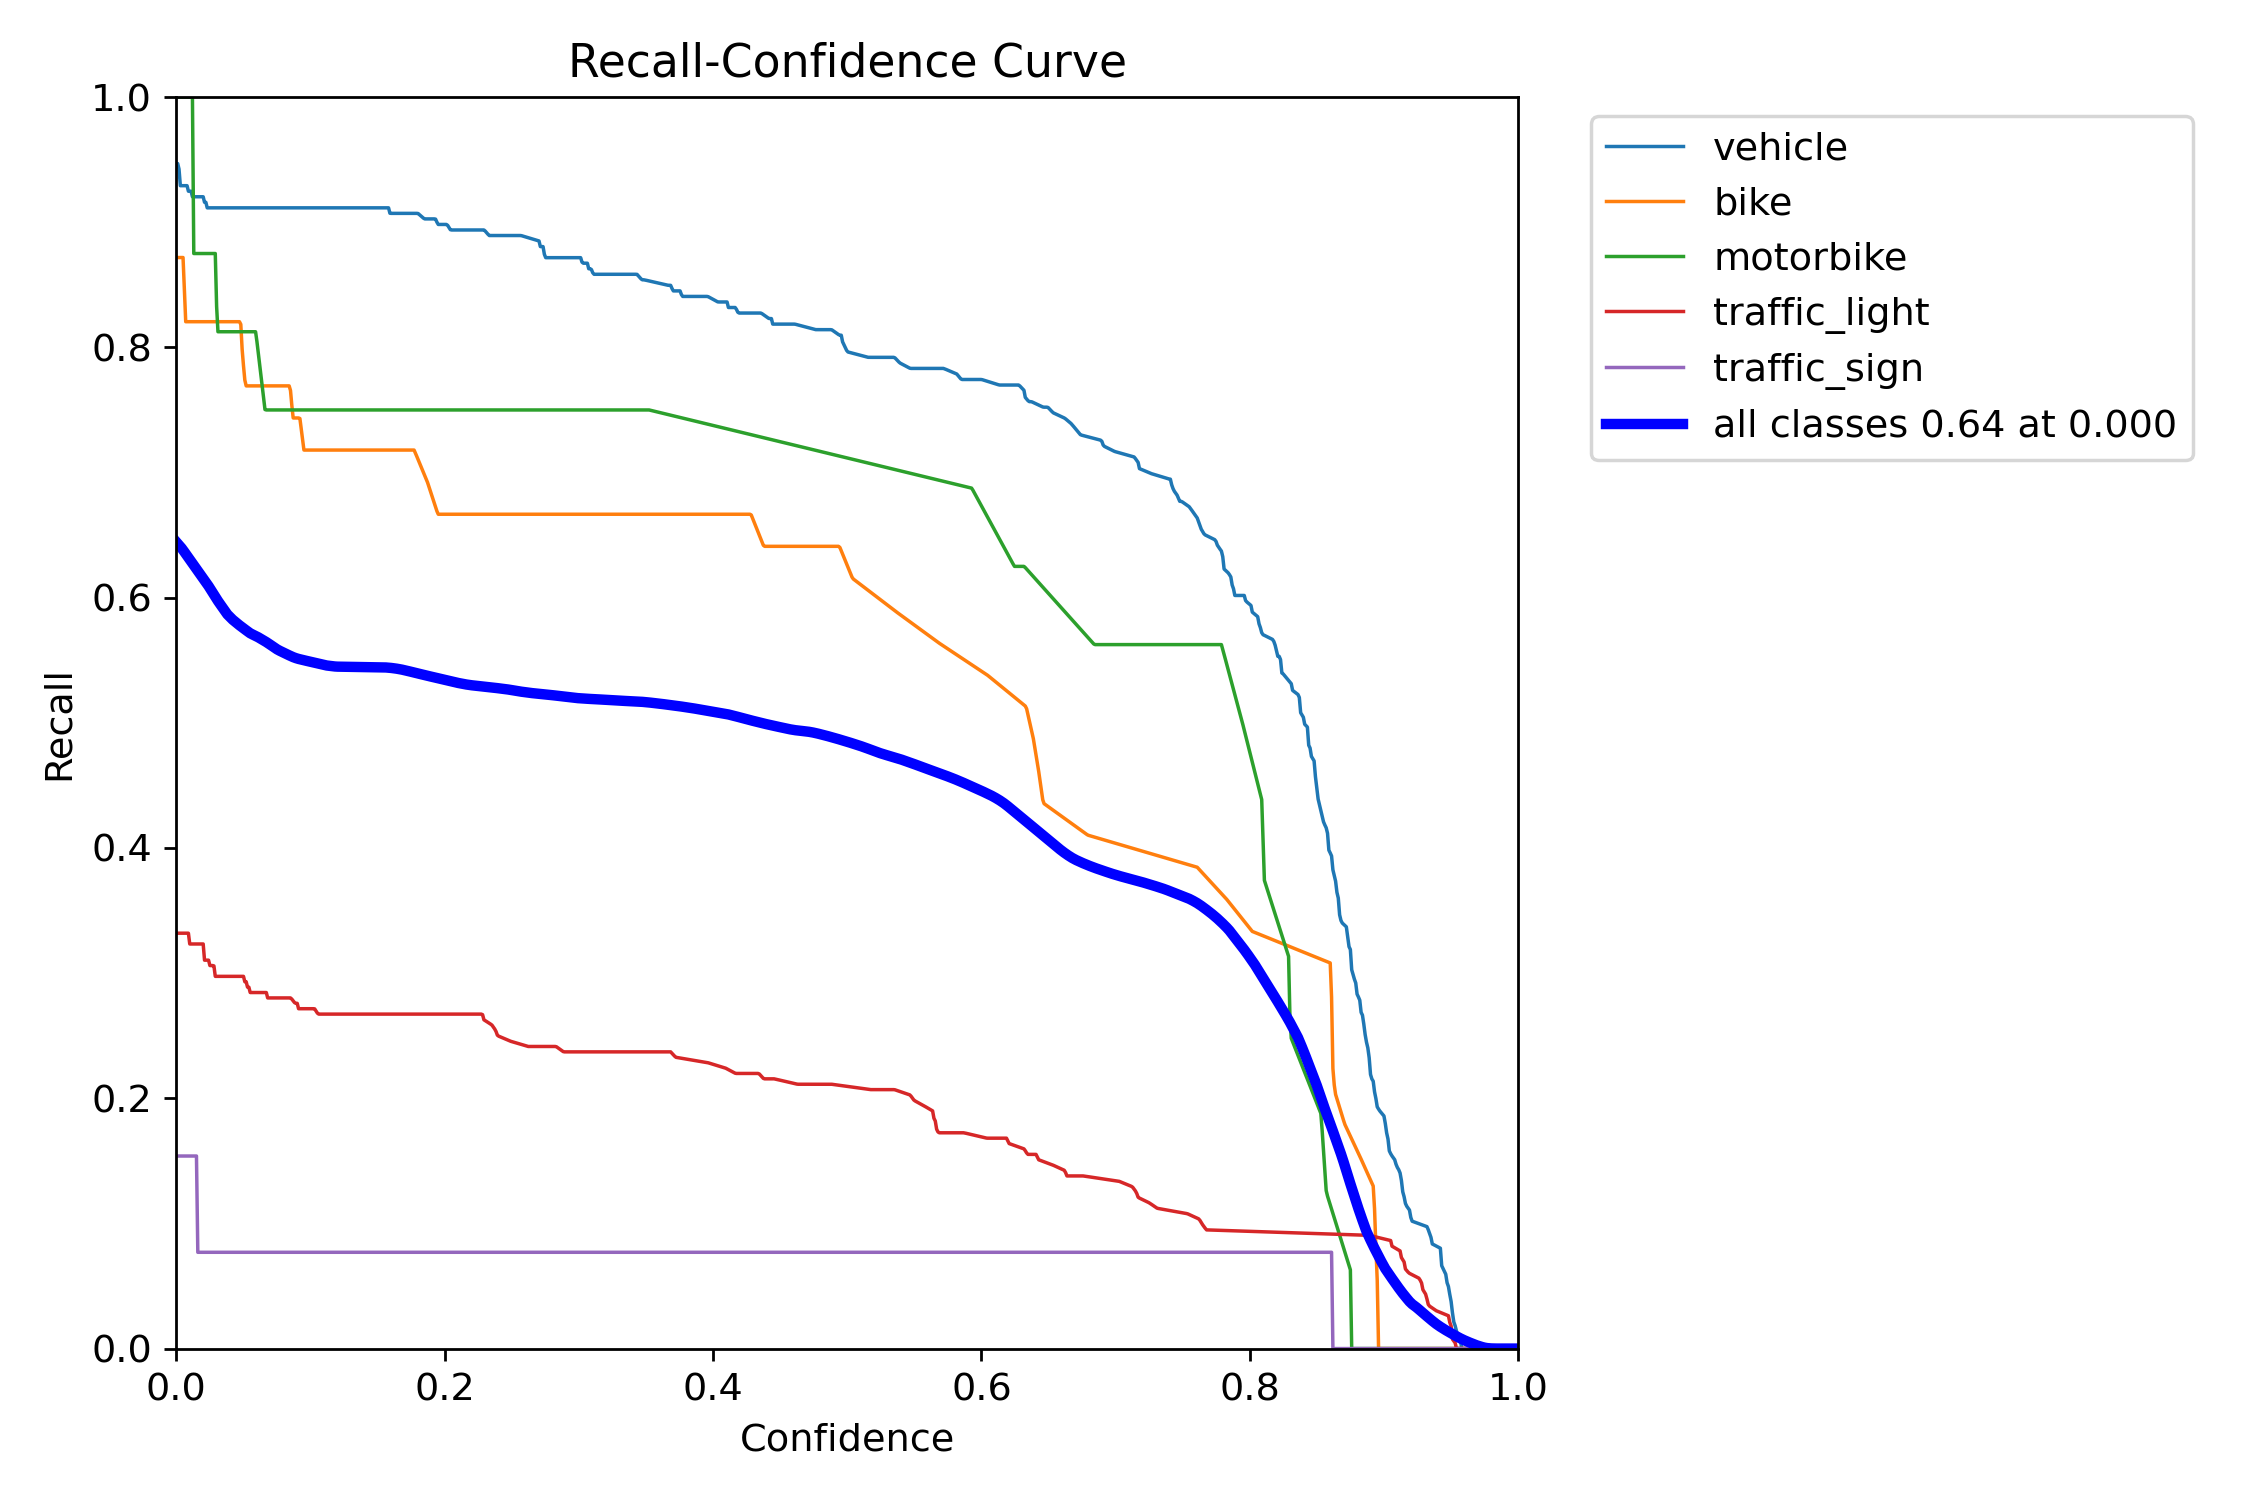 Recall-Confidence Curve
1.0
0.8
0.6
0.4
0.2
0.0
Recall
0.0 0.2 0.4 0.6 0.8 1.0
Confidence
vehicle
bike
motorbike
traffic_light
traffic_sign
all classes 0.64 at 0.000